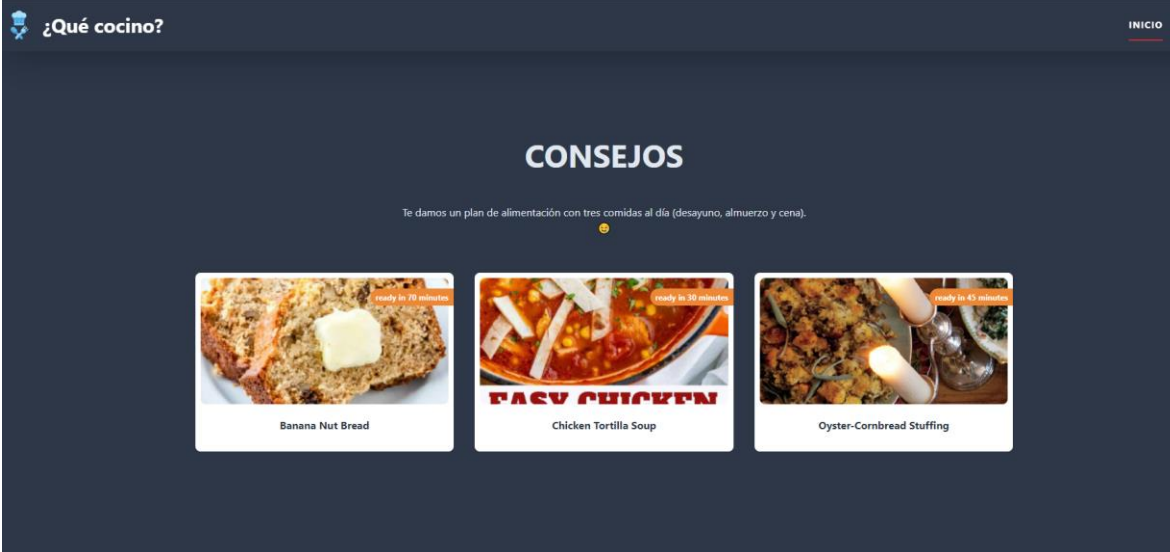 ¿Qué cocino?
INICIO
CONSEJOS
Te damos un plan de alimentación con tres comidas al día (desayuno, almuerzo y cena).
😉
ready in 70 minutes
ready in 30 minutes
ready in 45 minutes
EASY CHICKEN
Banana Nut Bread
Chicken Tortilla Soup
Oyster-Cornbread Stuffing